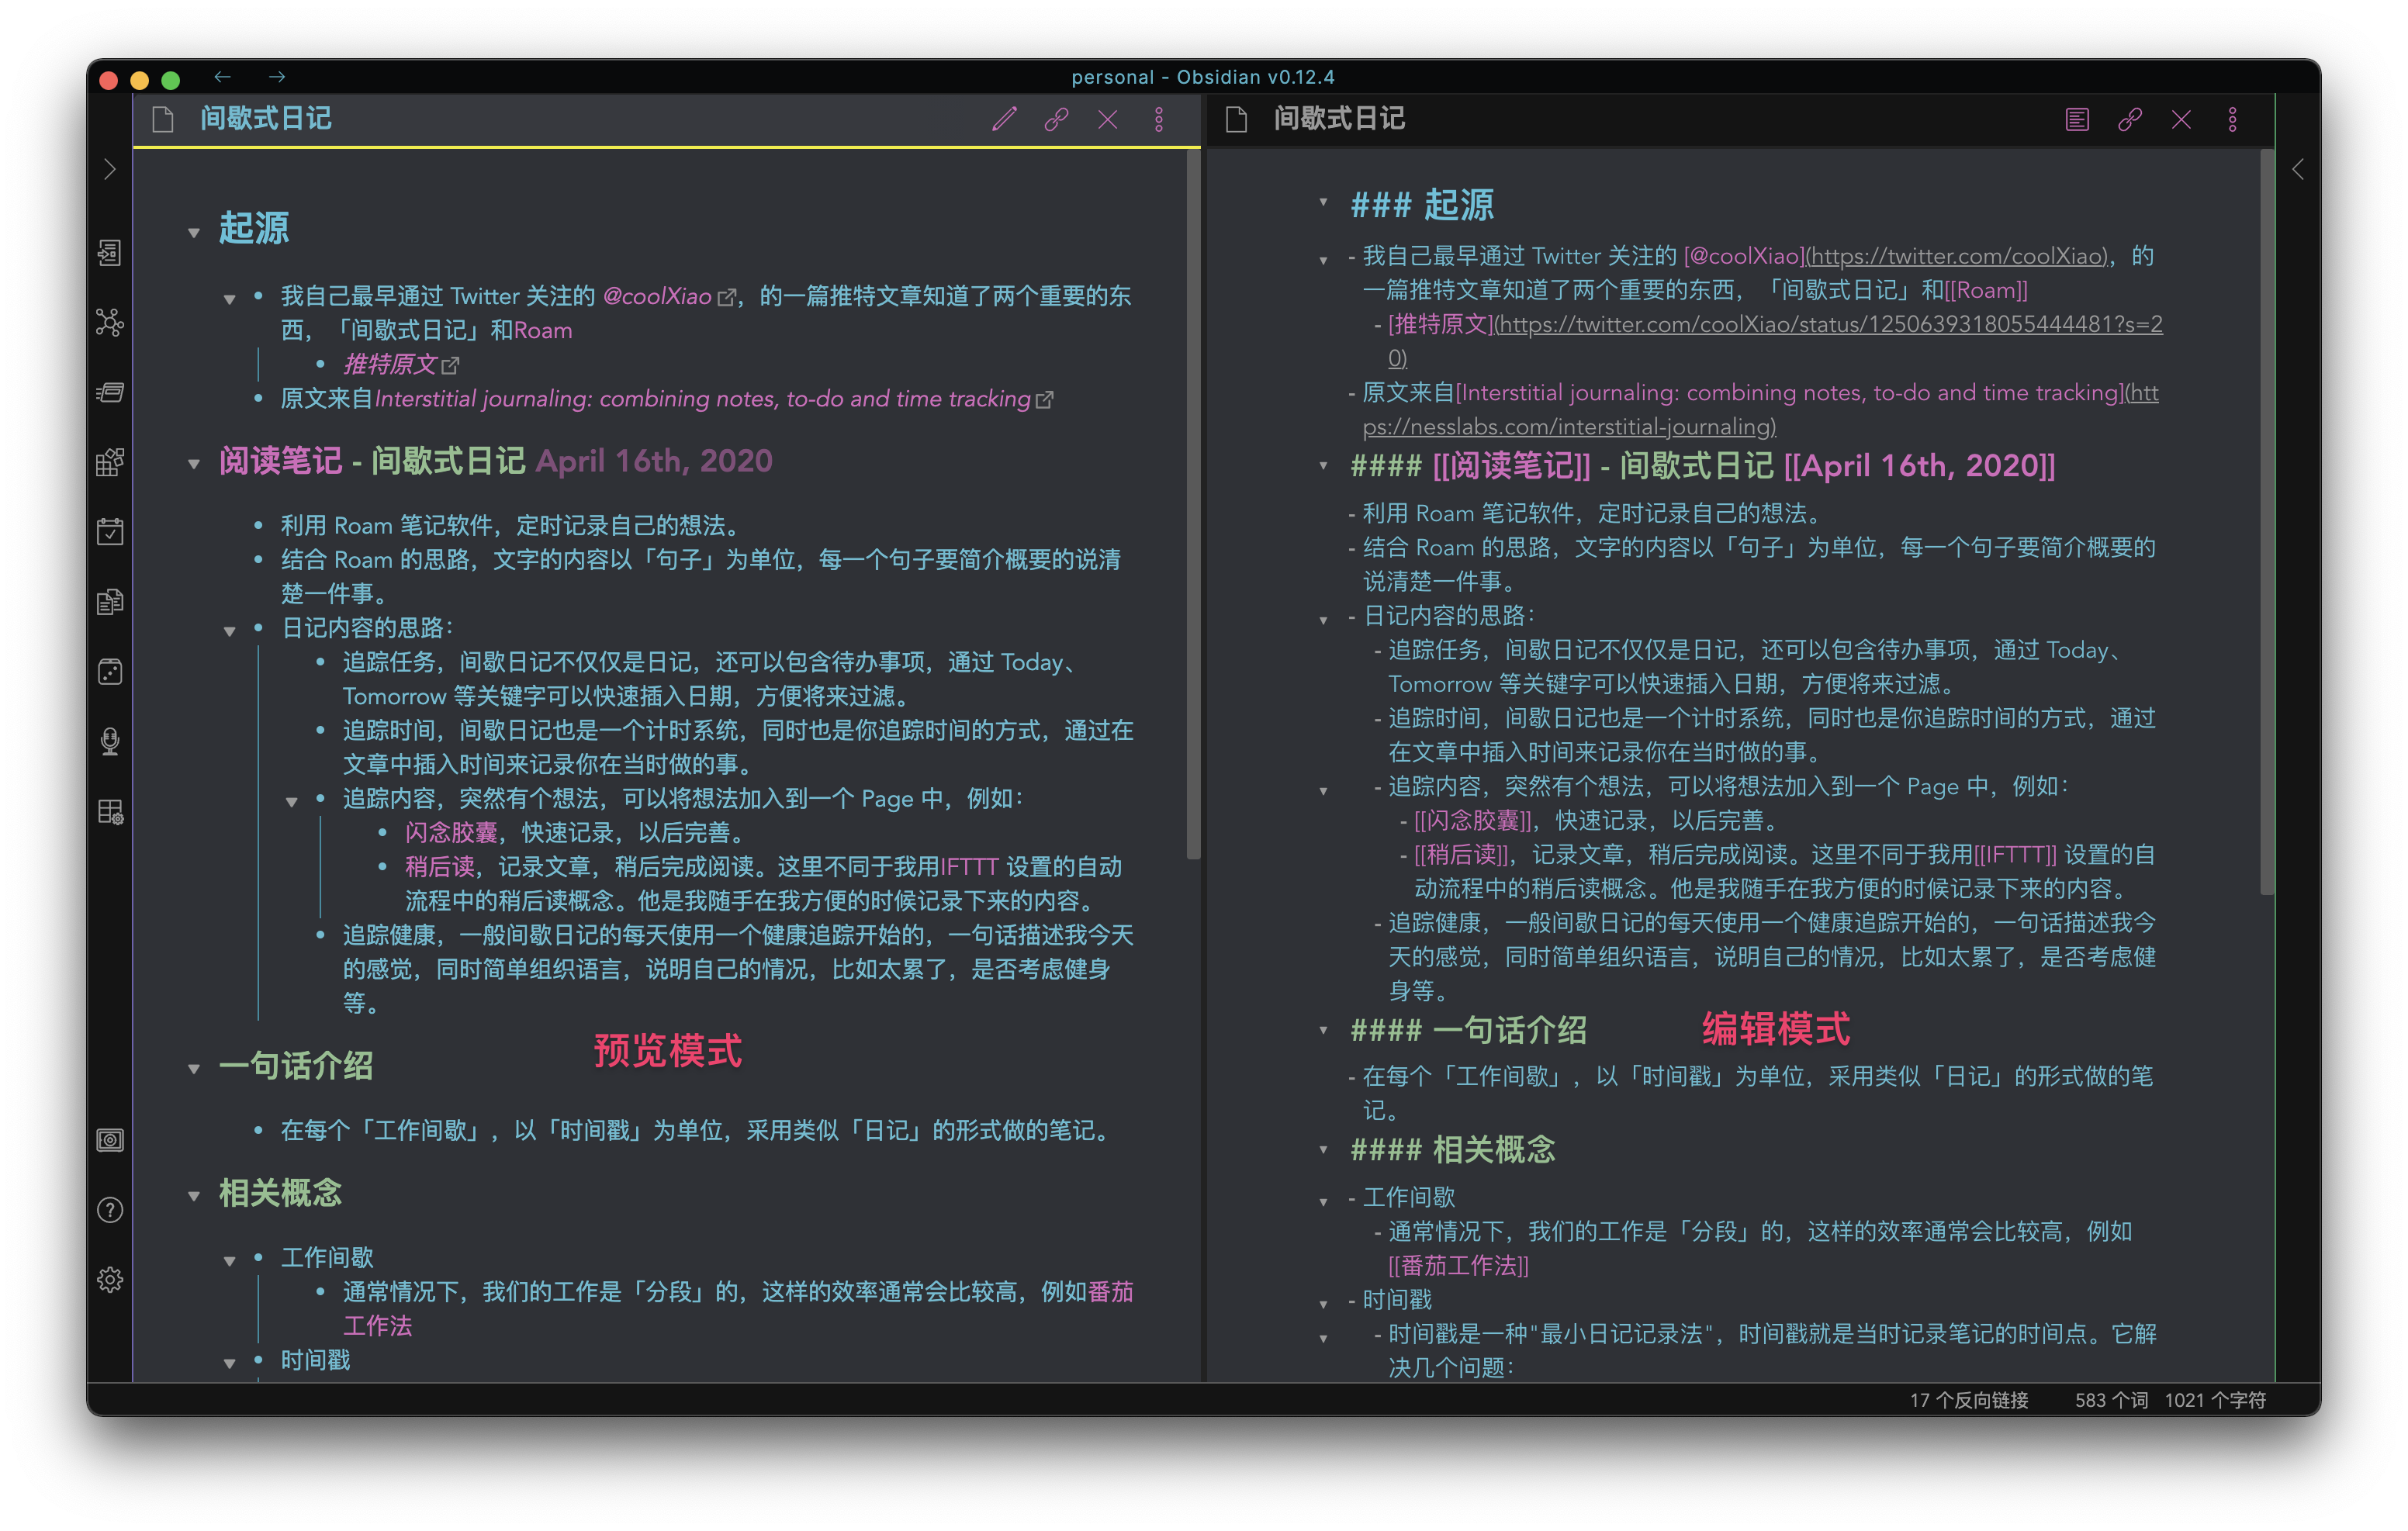 personal - Obsidian v0.12.4
间歇式日记
起源
我自己最早通过 Twitter 关注的 @coolXiao，的一篇推特文章知道了两个重要的东
西，「间歇式日记」和Roam
推特原文
原文来自Interstitial journaling: combining notes, to-do and time tracking
阅读笔记 - 间歇式日记 April 16th, 2020
利用 Roam 笔记软件，定时记录自己的想法。
结合 Roam 的思路，文字的内容以「句子」为单位，每一个句子要简介概要的说清
楚一件事。
日记内容的思路：
追踪任务，间歇日记不仅仅是日记，还可以包含待办事项，通过 Today、
Tomorrow 等关键字可以快速插入日期，方便将来过滤。
追踪时间，间歇日记也是一个计时系统，同时也是你追踪时间的方式，通过在
文章中插入时间来记录你在当时做的事。
追踪内容，突然有个想法，可以将想法加入到一个 Page 中，例如：
闪念胶囊，快速记录，以后完善。
稍后读，记录文章，稍后完成阅读。这里不同于我用IFTTT 设置的自动
流程中的稍后读概念。他是我随手在我方便的时候记录下来的内容。
追踪健康，一般间歇日记的每天使用一个健康追踪开始的，一句话描述我今天
的感觉，同时简单组织语言，说明自己的情况，比如太累了，是否考虑健身
等。
预览模式
一句话介绍
在每个「工作间歇」，以「时间戳」为单位，采用类似「日记」的形式做的笔记。
相关概念
工作间歇
通常情况下，我们的工作是「分段」的，这样的效率通常会比较高，例如番茄
工作法
时间戳
间歇式日记
### 起源
- 我自己最早通过 Twitter 关注的 [@coolXiao](https://twitter.com/coolXiao)，的
一篇推特文章知道了两个重要的东西，「间歇式日记」和[[Roam]]
- [推特原文](https://twitter.com/coolXiao/status/1250639318055444481?s=2
0)
- 原文来自[Interstitial journaling: combining notes, to-do and time tracking](htt
ps://nesslabs.com/interstitial-journaling)
#### [[阅读笔记]] - 间歇式日记 [[April 16th, 2020]]
- 利用 Roam 笔记软件，定时记录自己的想法。
- 结合 Roam 的思路，文字的内容以「句子」为单位，每一个句子要简介概要的
说清楚一件事。
- 日记内容的思路：
- 追踪任务，间歇日记不仅仅是日记，还可以包含待办事项，通过 Today、
Tomorrow 等关键字可以快速插入日期，方便将来过滤。
- 追踪时间，间歇日记也是一个计时系统，同时也是你追踪时间的方式，通过
在文章中插入时间来记录你在当时做的事。
- 追踪内容，突然有个想法，可以将想法加入到一个 Page 中，例如：
- [[闪念胶囊]]，快速记录，以后完善。
- [[稍后读]]，记录文章，稍后完成阅读。这里不同于我用[[IFTTT]] 设置的自
动流程中的稍后读概念。他是我随手在我方便的时候记录下来的内容。
- 追踪健康，一般间歇日记的每天使用一个健康追踪开始的，一句话描述我今
天的感觉，同时简单组织语言，说明自己的情况，比如太累了，是否考虑健
身等。
#### 一句话介绍
编辑模式
- 在每个「工作间歇」，以「时间戳」为单位，采用类似「日记」的形式做的笔
记。
#### 相关概念
- 工作间歇
- 通常情况下，我们的工作是「分段」的，这样的效率通常会比较高，例如
[[番茄工作法]]
- 时间戳
- 时间戳是一种"最小日记记录法"，时间戳就是当时记录笔记的时间点。它解
决几个问题：
17 个反向链接 583 个词 1021 个字符